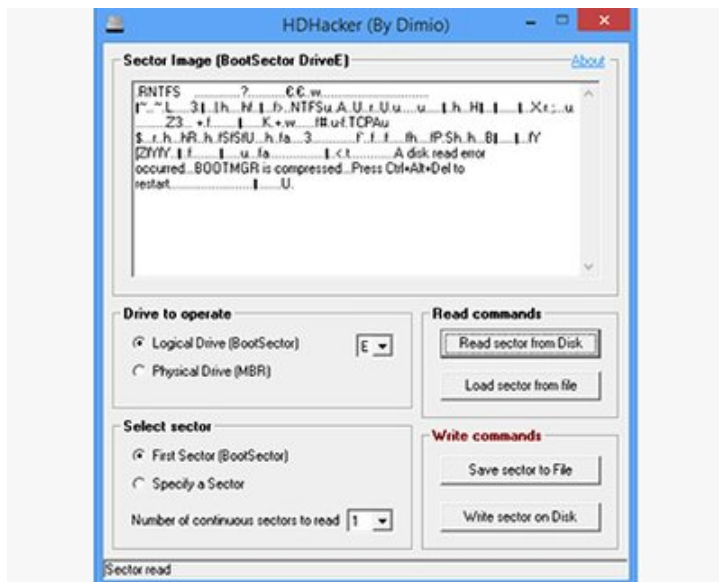 HDHacker (By Dimio)
Sector Image (BootSector DriveE)
About
A disk read error
occurred...BOOTMGR is compressed...Press Ctrl+Alt+Del to
restart
Drive to operate
Logical Drive (BootSector)
E
Physical Drive (MBR)
Read commands
Read sector from Disk
Load sector from file
Select sector
First Sector (BootSector)
Specify a Sector
Number of continuous sectors to read
1
Write commands
Save sector to File
Write sector on Disk
Sector read